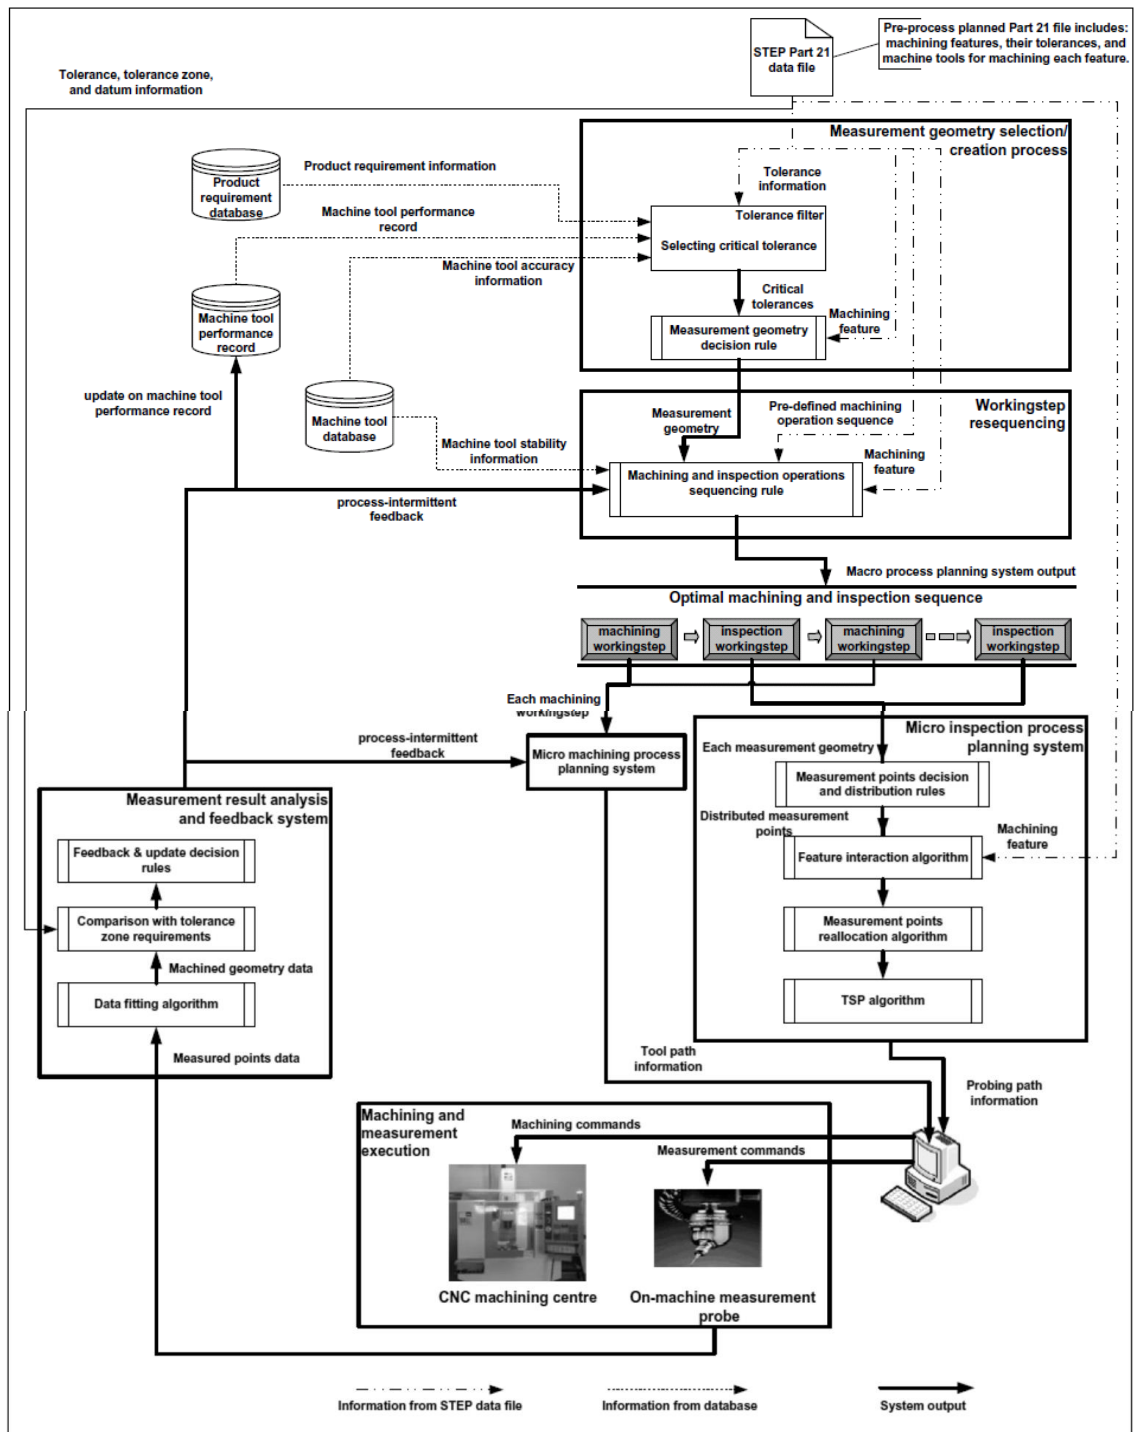 STEP Part 21
data file
Pre-process planned Part 21 file includes:
machining features, their tolerances, and
machine tools for machining each feature.
Tolerance, tolerance zone,
and datum information
Measurement geometry selection/
creation process
Product
requirement
database
Product requirement information
Tolerance
information
Machine tool performance
record
Tolerance filter
Selecting critical tolerance
Machine tool accuracy
information
Machine tool
performance
record
Critical
tolerances
Machining
feature
Measurement geometry
decision rule
update on machine tool
performance record
Machine tool
database
Workingstep
resequencing
Measurement
geometry
Pre-defined machining
operation sequence
Machine tool stability
information
Machining
feature
Machining and inspection operations
sequencing rule
process-intermittent
feedback
Macro process planning system output
Optimal machining and inspection sequence
machining
workingstep
inspection
workingstep
machining
workingstep
inspection
workingstep
Each machining
workingstep
process-intermittent
feedback
Micro machining process
planning system
Micro inspection process
planning system
Each measurement geometry
Measurement points decision
and distribution rules
Distributed measurement
points
Machining
feature
Feature interaction algorithm
Measurement points
reallocation algorithm
TSP algorithm
Measurement result analysis
and feedback system
Feedback & update decision
rules
Comparison with tolerance
zone requirements
Machined geometry data
Data fitting algorithm
Measured points data
Tool path
information
Probing path
information
Machining and
measurement
execution
Machining commands
Measurement commands
CNC machining centre
On-machine measurement
probe
Information from STEP data file
Information from database
System output